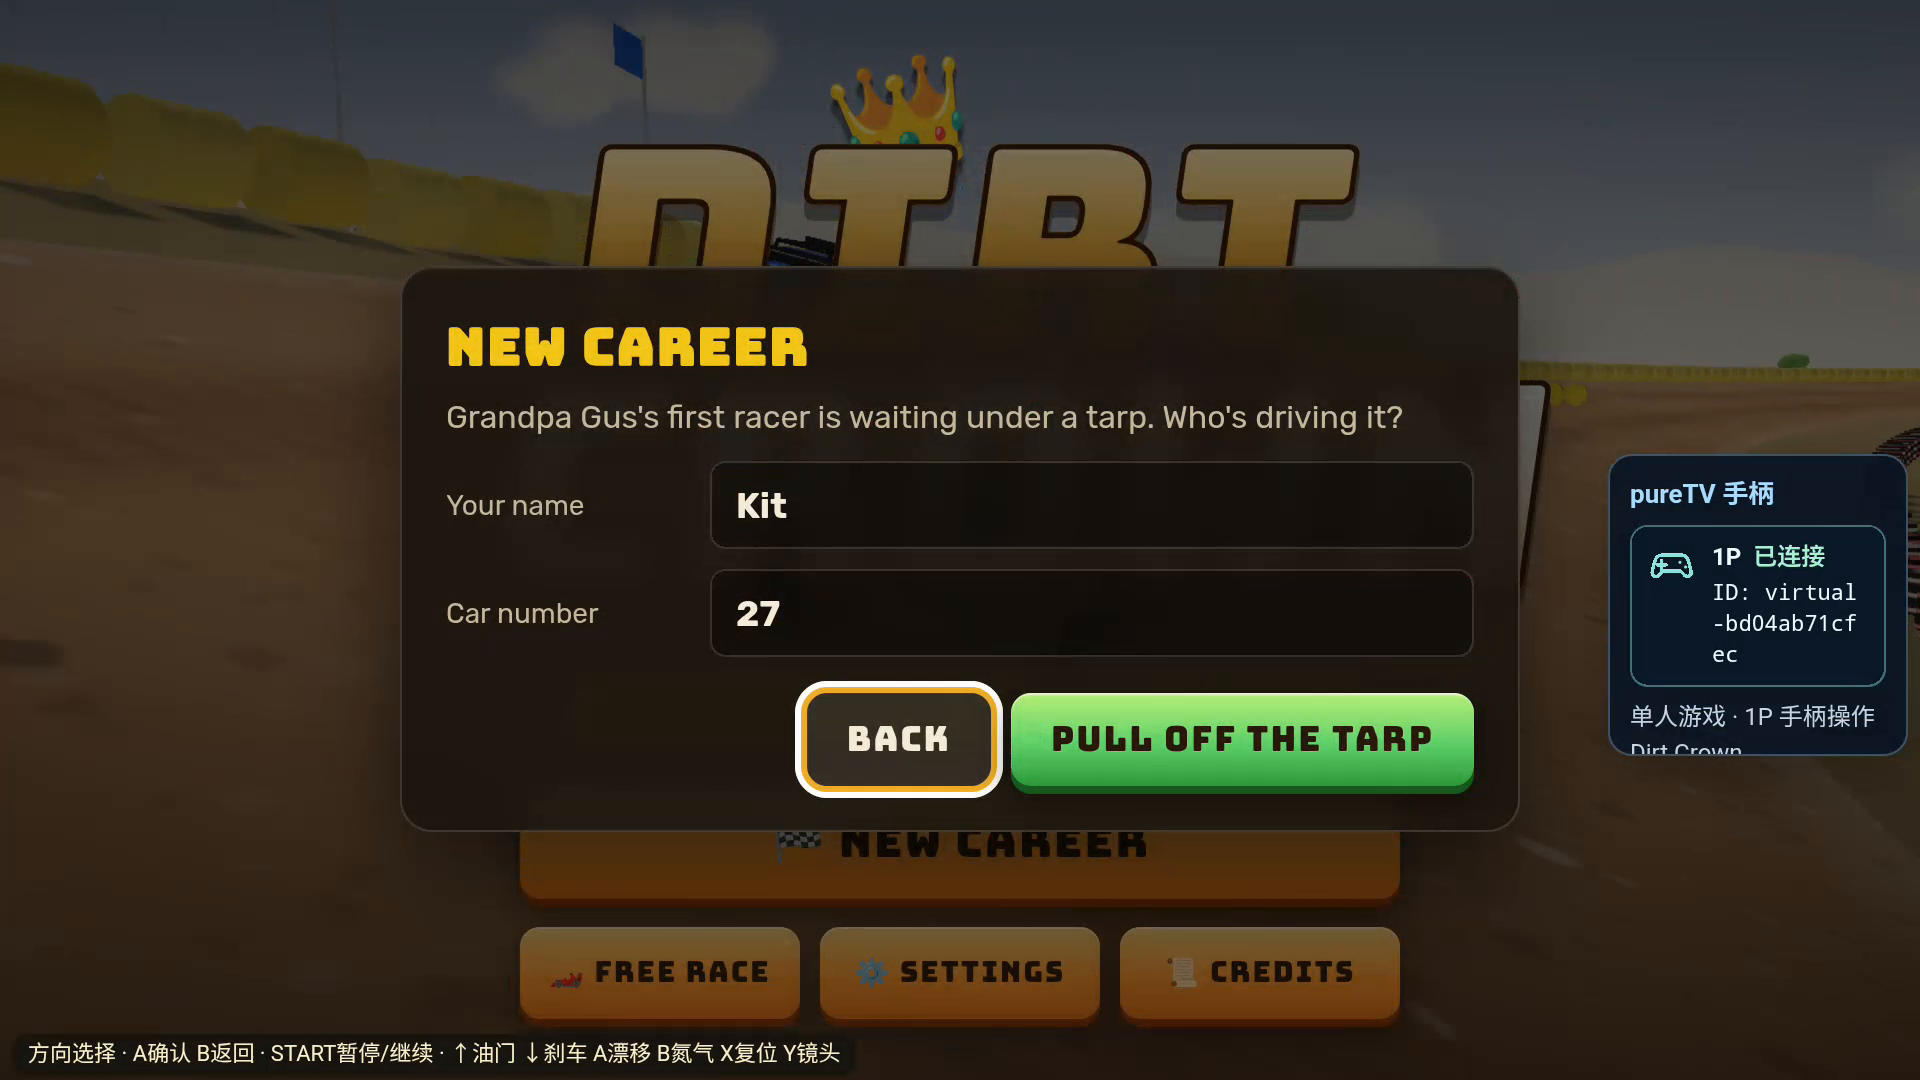 DIRT
NEW CAREER
Grandpa Gus's first racer is waiting under a tarp. Who's driving it?
Your name
Kit
Car number
27
BACK
PULL OFF THE TARP
NEW CAREER
FREE RACE
SETTINGS
CREDITS
pureTV 手柄
1P 已连接
ID: virtual
-bd04ab71cf
ec
单人游戏 · 1P 手柄操作
Dirt Crown
方向选择 · A确认 B返回 · START暂停/继续 · ↑油门 ↓刹车 A漂移 B氮气 X复位 Y镜头